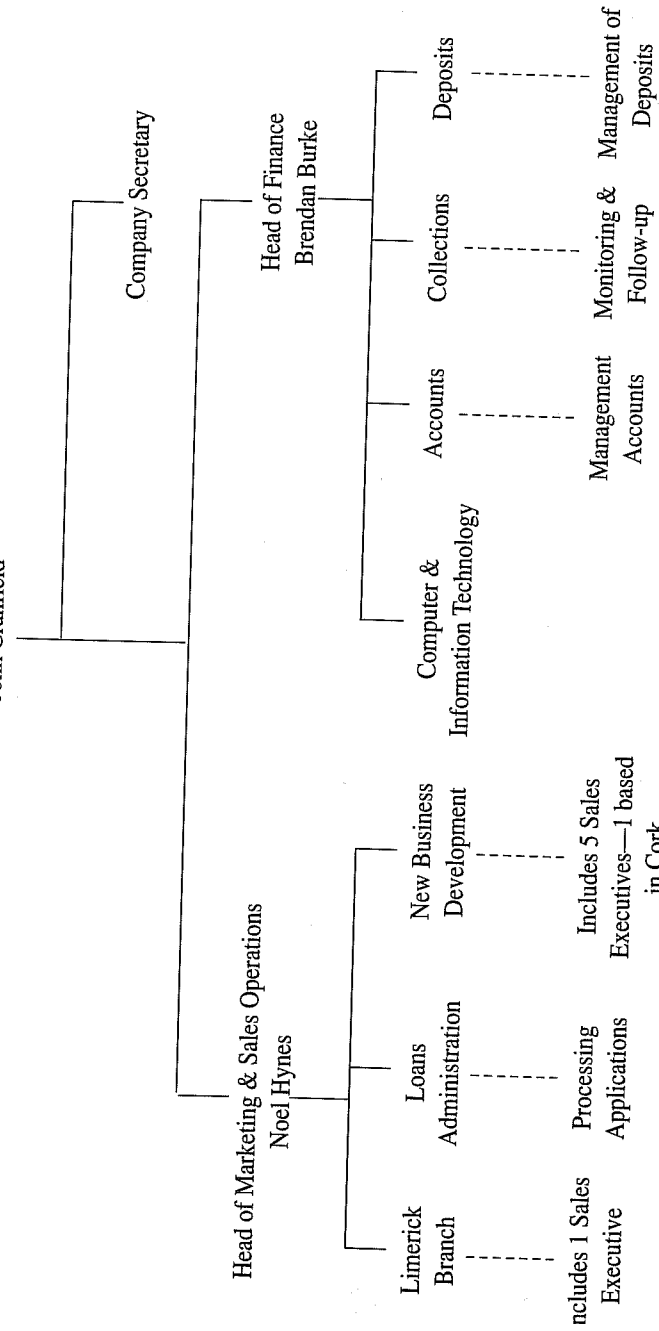 Company Secretary
Head of Marketing & Sales Operations
Noel Hynes
Head of Finance
Brendan Burke
Limerick
Branch
Loans
Administration
New Business
Development
Computer &
Information Technology
Accounts
Collections
Deposits
Includes 1 Sales
Executive
Processing
Applications
Includes 5 Sales
Executives—1 based
in Cork
Management
Accounts
Monitoring &
Follow-up
Management of
Deposits